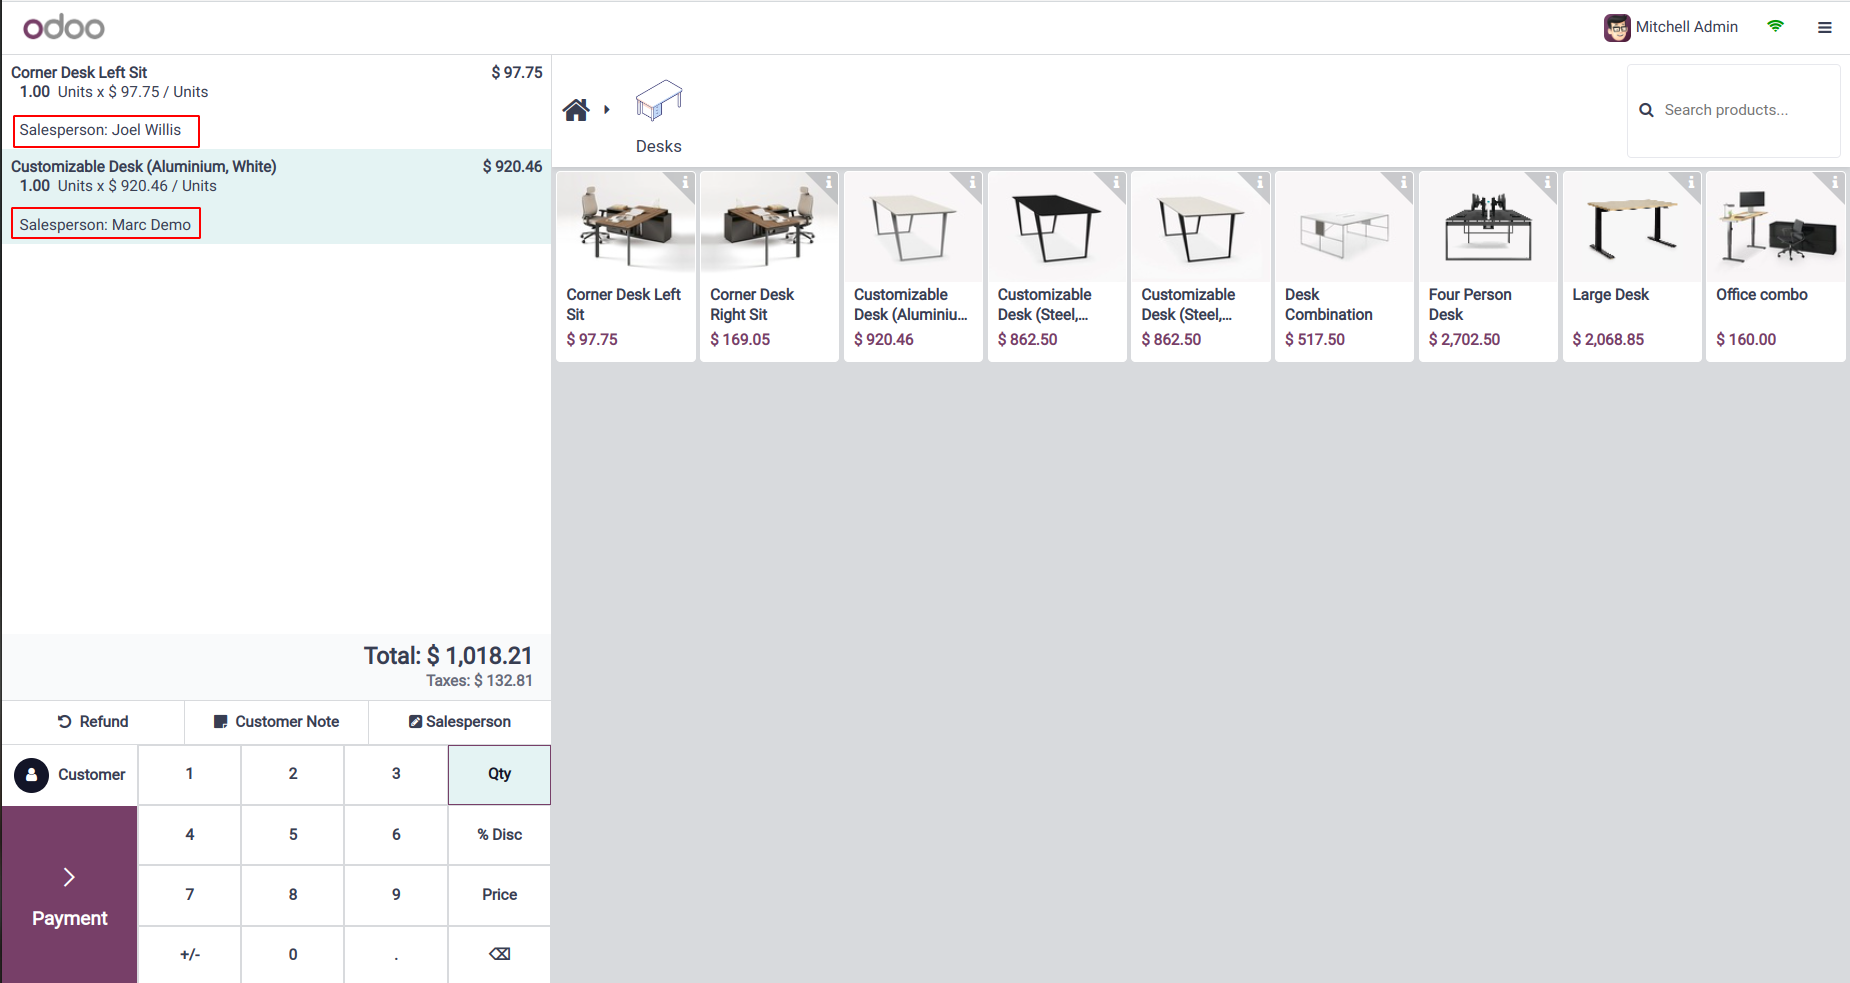 odoo
Mitchell Admin
Corner Desk Left Sit $ 97.75
1.00 Units x $ 97.75 / Units
Salesperson: Joel Willis
Customizable Desk (Aluminium, White) $ 920.46
1.00 Units x $ 920.46 / Units
Salesperson: Marc Demo
Total: $ 1,018.21
Taxes: $ 132.81
Refund Customer Note Salesperson
Customer 1 2 3 Qty
4 5 6 % Disc
7 8 9 Price
Payment
+/- 0 .
Desks
Search products...
Corner Desk Left
Sit
$ 97.75
Corner Desk
Right Sit
$ 169.05
Customizable
Desk (Aluminiu...
$ 920.46
Customizable
Desk (Steel,...
$ 862.50
Customizable
Desk (Steel,...
$ 862.50
Desk
Combination
$ 517.50
Four Person
Desk
$ 2,702.50
Large Desk
$ 2,068.85
Office combo
$ 160.00